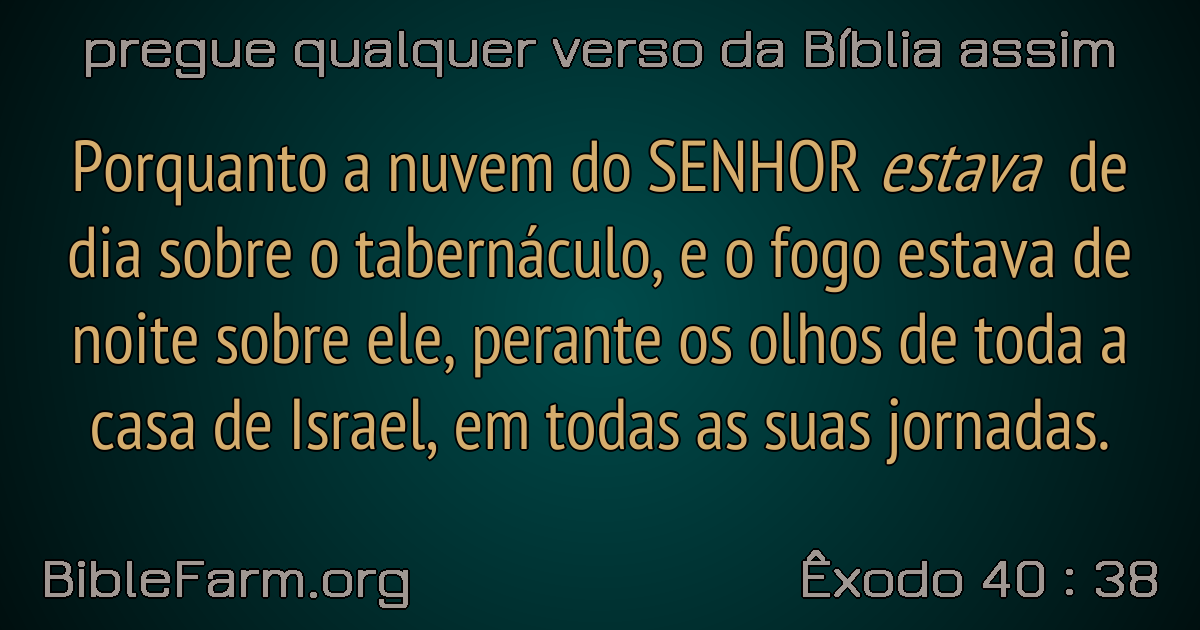 pregue qualquer verso da Bíblia assim
Porquanto a nuvem do SENHOR estava de
dia sobre o tabernáculo, e o fogo estava de
noite sobre ele, perante os olhos de toda a
casa de Israel, em todas as suas jornadas.
BibleFarm.org
Êxodo 40 : 38